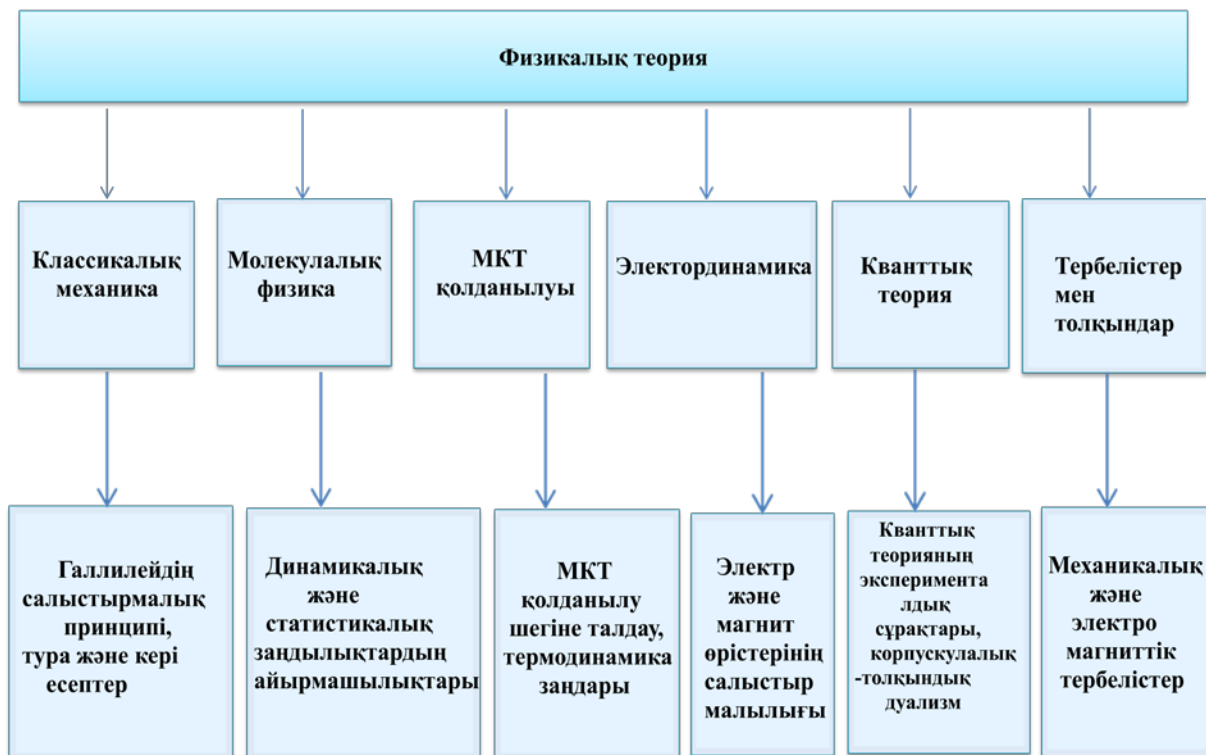 Физикалық теория
Классикалық
механика
Молекулалық
физика
МКТ
қолданылуы
Электординамика
Кванттық
теория
Тербелістер
мен
толқындар
Галлилейдің
салыстырмалық
принципі,
тура және кері
есептер
Динамикалық
және
статистикалық
заңдылықтардың
айырмашылықтары
МКТ
қолданылу
шегіне талдау,
термодинамика
заңдары
Электр
және
магнит
өрістерінің
салыстыр
малылығы
Кванттық
теорияның
эксперимента
лдық
сұрақтары,
корпускулалық
-толқындық
дуализм
Механикалық
және
электро
магниттік
тербелістер